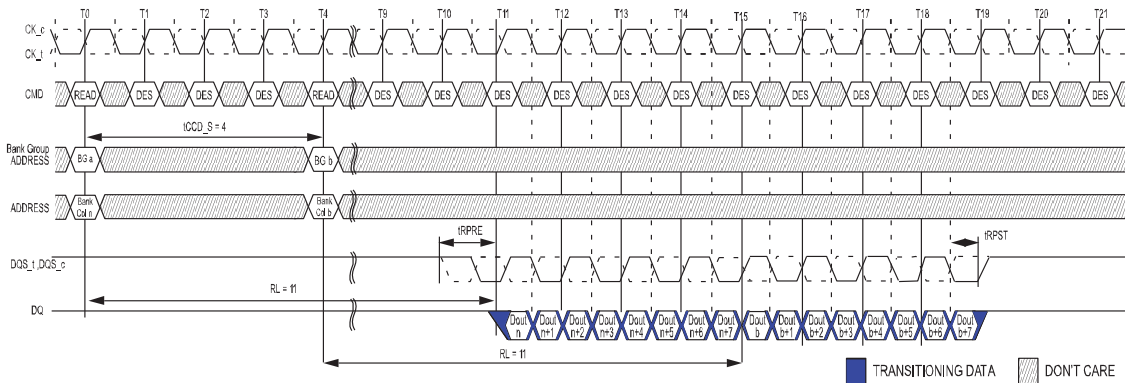 T0 T1 T2 T3 T4 T9 T10 T11 T12 T13 T14 T15 T16 T17 T18 T19 T20 T21
CK_c
CK_t
CMD READ DES DES DES READ DES DES DES DES DES DES DES DES DES DES DES DES DES
tCCD_S = 4
Bank Group
ADDRESS BG a BG b
ADDRESS Bank Col n Bank Col b
tRPRE tRPST
DQS_t ,DQS_c
RL = 11
DQ
Dout n Dout n+1 Dout n+2 Dout n+3 Dout n+4 Dout n+5 Dout n+6 Dout n+7 Dout b Dout b+1 Dout b+2 Dout b+3 Dout b+4 Dout b+5 Dout b+6 Dout b+7
RL = 11
TRANSITIONING DATA DON'T CARE